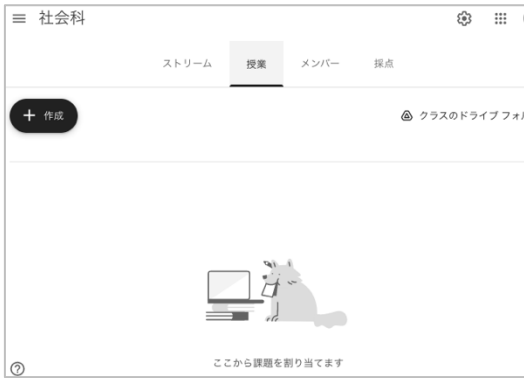 社会科
ストリーム 授業 メンバー 採点
作成
クラスのドライブ フォル
ここから課題を割り当てます